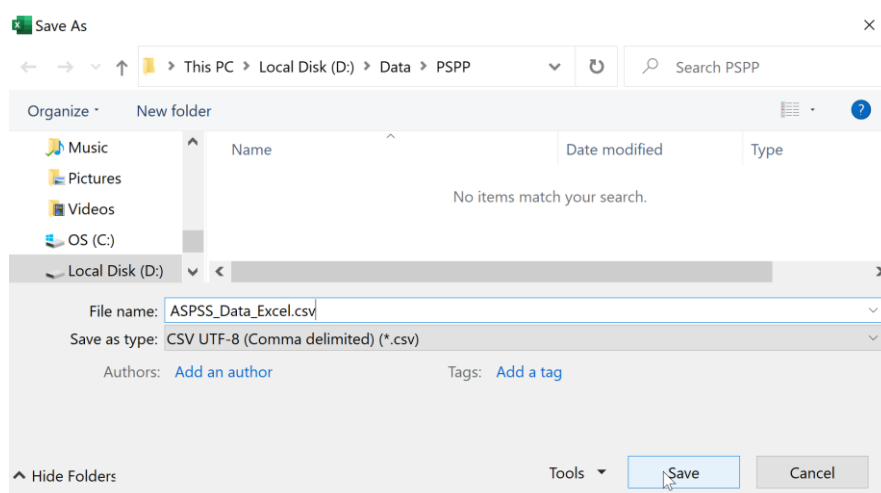 Save As
This PC > Local Disk (D:) > Data > PSPP
Search PSPP
Organize
New folder
Music
Pictures
Videos
OS (C:)
Local Disk (D:)
Name
Date modified
Type
No items match your search.
File name: ASPSS_Data_Excel.csv
Save as type: CSV UTF-8 (Comma delimited) (*.csv)
Authors: Add an author
Tags: Add a tag
Hide Folders
Tools
Save
Cancel